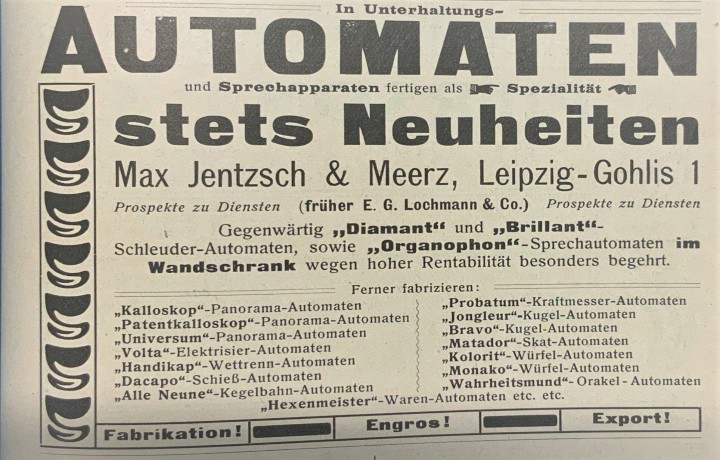 In Unterhaltungs-
AUTOMATEN
und Sprechapparaten fertigen als Spezialität
stets Neuheiten
Max Jentzsch & Meerz, Leipzig-Gohlis 1
Prospekte zu Diensten (früher E. G. Lochmann & Co.) Prospekte zu Diensten
Gegenwärtig „Diamant“ und „Brillant“-
Schleuder-Automaten, sowie „Organophon“-Sprechautomaten im
Wandschrank wegen hoher Rentabilität besonders begehrt.
Ferner fabrizieren:
„Kalloskop“-Panorama-Automaten
„Patentkalloskop“-Panorama-Automaten
„Universum“-Panorama-Automaten
„Volta“-Elektrisier-Automaten
„Handikap“-Wettrenn-Automaten
„Dacapo“-Schieß-Automaten
„Alle Neune“-Kegelbahn-Automaten
„Probatum“-Kraftmesser-Automaten
„Jongleur“-Kugel-Automaten
„Bravo“-Kugel-Automaten
„Matador“-Skat-Automaten
„Kolorit“-Würfel-Automaten
„Monako“-Würfel-Automaten
„Wahrheitsmund“-Orakel-Automaten
„Hexenmeister“-Waren-Automaten etc. etc.
Fabrikation! Engros! Export!